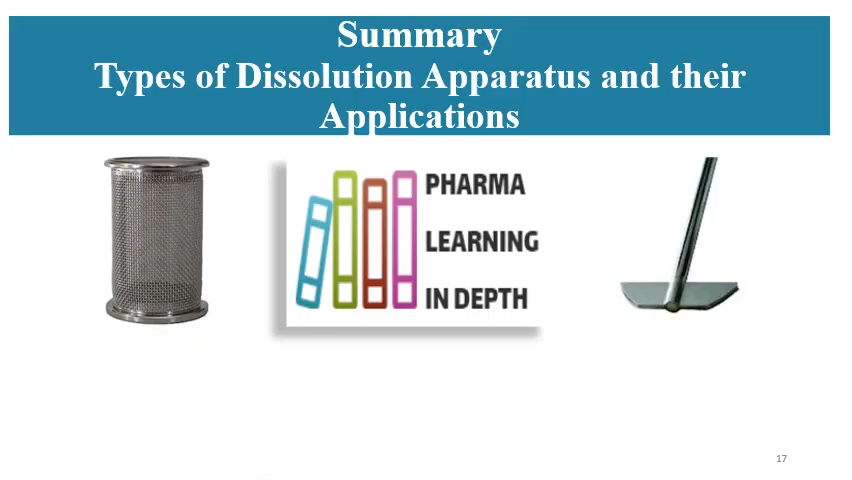 Summary
Types of Dissolution Apparatus and their
Applications
PHARMA
LEARNING
IN DEPTH
17